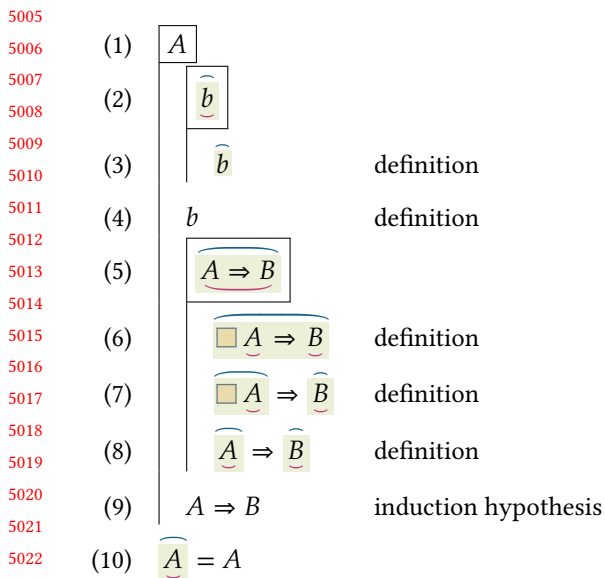 5005
5006 (1) A
5007
5008 (2) b
5009
5010 (3) b definition
5011 (4) b definition
5012
5013 (5) A ⇒ B
5014
5015 (6) □ A ⇒ B definition
5016
5017 (7) □ A ⇒ B definition
5018
5019 (8) A ⇒ B definition
5020 (9) A ⇒ B induction hypothesis
5021
5022 (10) A = A